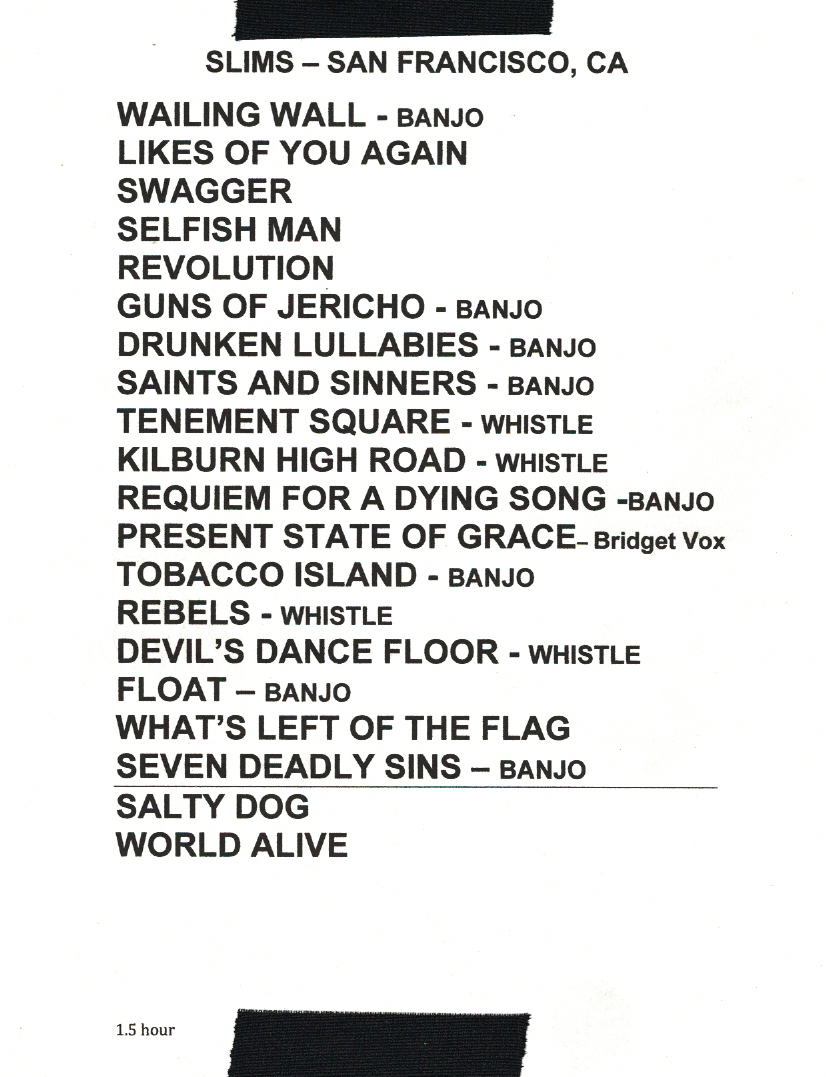 SLIMS – SAN FRANCISCO, CA
WAILING WALL - BANJO
LIKES OF YOU AGAIN
SWAGGER
SELFISH MAN
REVOLUTION
GUNS OF JERICHO - BANJO
DRUNKEN LULLABIES - BANJO
SAINTS AND SINNERS - BANJO
TENEMENT SQUARE - WHISTLE
KILBURN HIGH ROAD - WHISTLE
REQUIEM FOR A DYING SONG -BANJO
PRESENT STATE OF GRACE– Bridget Vox
TOBACCO ISLAND - BANJO
REBELS - WHISTLE
DEVIL’S DANCE FLOOR - WHISTLE
FLOAT – BANJO
WHAT’S LEFT OF THE FLAG
SEVEN DEADLY SINS – BANJO
SALTY DOG
WORLD ALIVE
1.5 hour